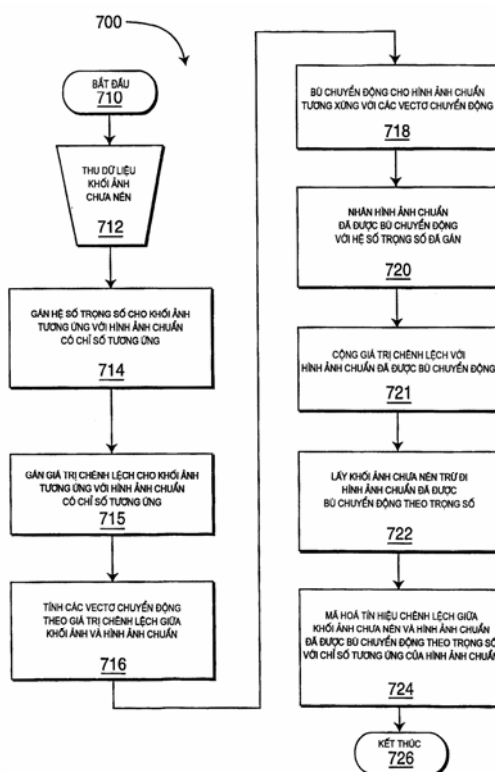 700
BẮT ĐẦU
710
THU DỮ LIỆU
KHỐI ẢNH
CHƯA NÉN
712
GÁN HỆ SỐ TRỌNG SỐ CHO KHỐI ẢNH
TƯƠNG ỨNG VỚI HÌNH ẢNH CHUẨN
CÓ CHỈ SỐ TƯƠNG ỨNG
714
GÁN GIÁ TRỊ CHÊNH LỆCH CHO KHỐI ẢNH
TƯƠNG ỨNG VỚI HÌNH ẢNH CHUẨN
CÓ CHỈ SỐ TƯƠNG ỨNG
715
TÍNH CÁC VECTƠ CHUYỂN ĐỘNG
THEO GIÁ TRỊ CHÊNH LỆCH GIỮA
KHỐI ẢNH VÀ HÌNH ẢNH CHUẨN
716
BÙ CHUYỂN ĐỘNG CHO HÌNH ẢNH CHUẨN
TƯƠNG XỨNG VỚI CÁC VECTƠ CHUYỂN ĐỘNG
718
NHÂN HÌNH ẢNH CHUẨN
ĐÃ ĐƯỢC BÙ CHUYỂN ĐỘNG
VỚI HỆ SỐ TRỌNG SỐ ĐÃ GÁN
720
CỘNG GIÁ TRỊ CHÊNH LỆCH VỚI
HÌNH ẢNH CHUẨN ĐÃ ĐƯỢC BÙ CHUYỂN ĐỘNG
721
LẤY KHỐI ẢNH CHƯA NÉN TRỪ ĐI
HÌNH ẢNH CHUẨN ĐÃ ĐƯỢC
BÙ CHUYỂN ĐỘNG THEO TRỌNG SỐ
722
MÃ HOÁ TÍN HIỆU CHÊNH LỆCH GIỮA
KHỐI ẢNH CHƯA NÉN VÀ HÌNH ẢNH CHUẨN
ĐÃ ĐƯỢC BÙ CHUYỂN ĐỘNG THEO TRỌNG SỐ
VỚI CHỈ SỐ TƯƠNG ỨNG CỦA HÌNH ẢNH CHUẨN
724
KẾT THÚC
726